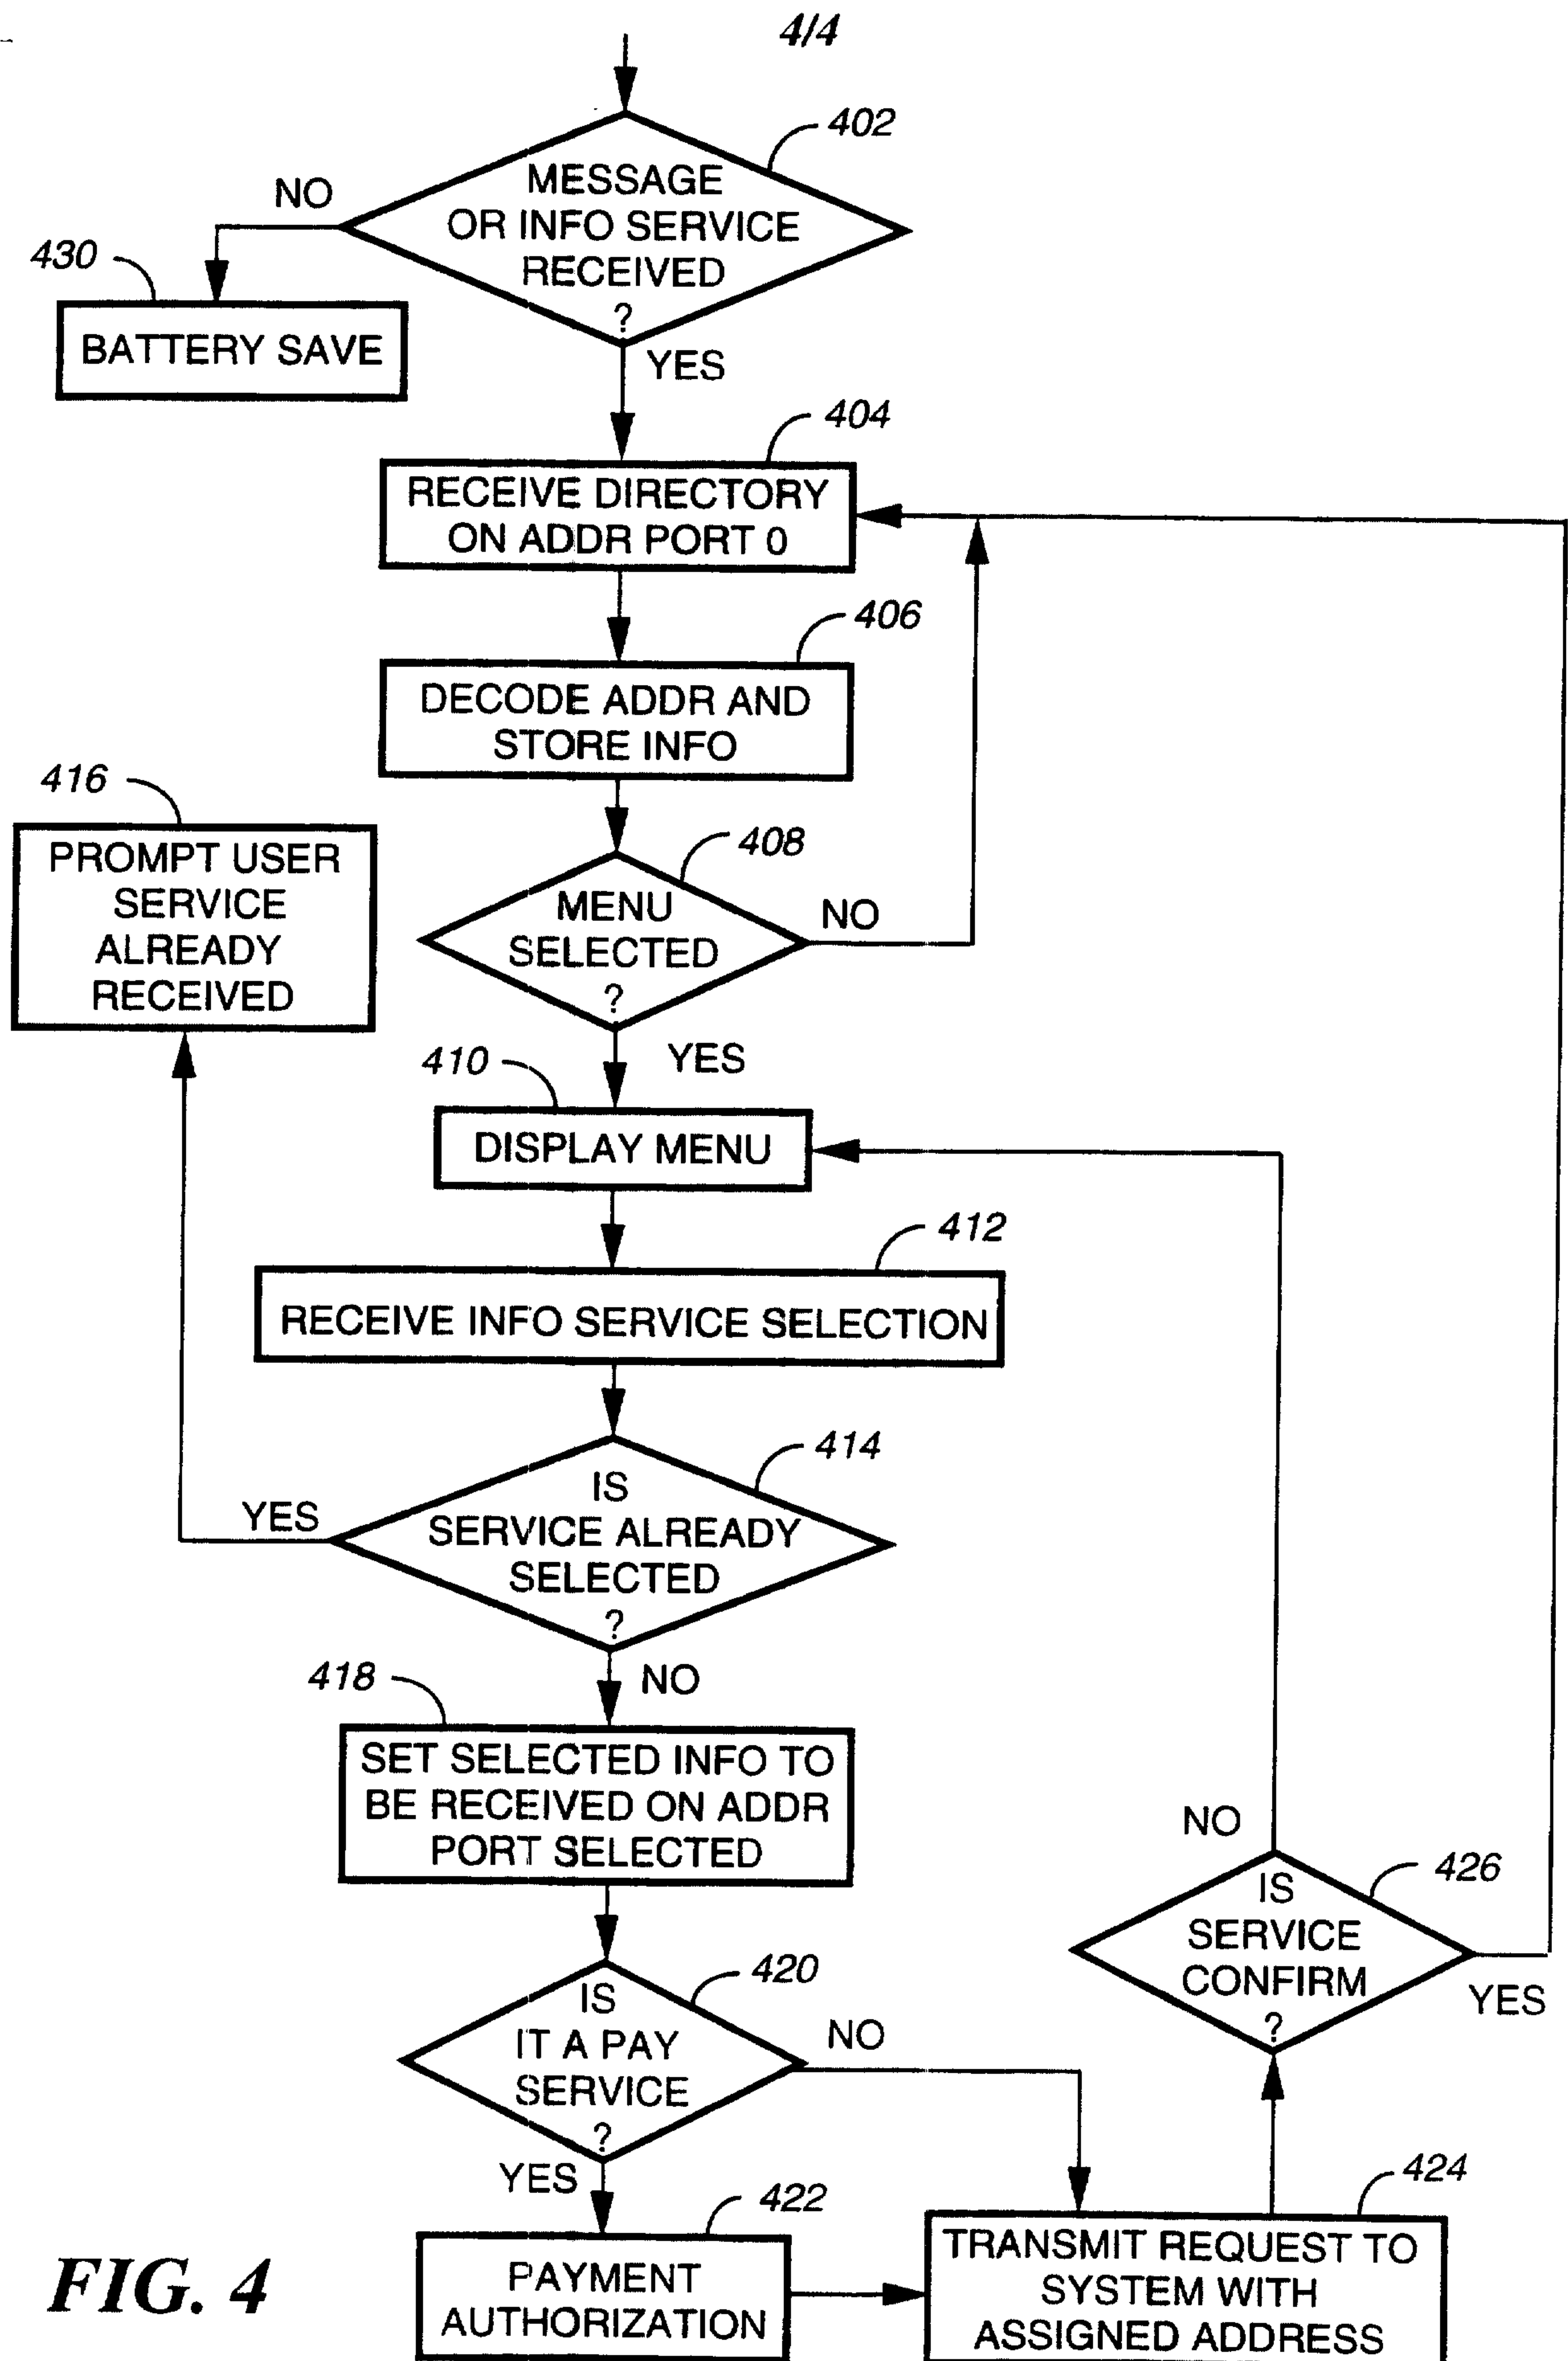 4/4
402
MESSAGE
OR INFO SERVICE
RECEIVED
?
NO
430
BATTERY SAVE
YES
404
RECEIVE DIRECTORY
ON ADDR PORT 0
406
DECODE ADDR AND
STORE INFO
416
PROMPT USER
SERVICE
ALREADY
RECEIVED
408
MENU
SELECTED
?
NO
YES
410
DISPLAY MENU
412
RECEIVE INFO SERVICE SELECTION
414
IS
SERVICE ALREADY
SELECTED
?
YES
NO
418
SET SELECTED INFO TO
BE RECEIVED ON ADDR
PORT SELECTED
420
IS
IT A PAY
SERVICE
?
NO
YES
422
PAYMENT
AUTHORIZATION
424
TRANSMIT REQUEST TO
SYSTEM WITH
ASSIGNED ADDRESS
426
IS
SERVICE
CONFIRM
?
NO
YES
FIG. 4